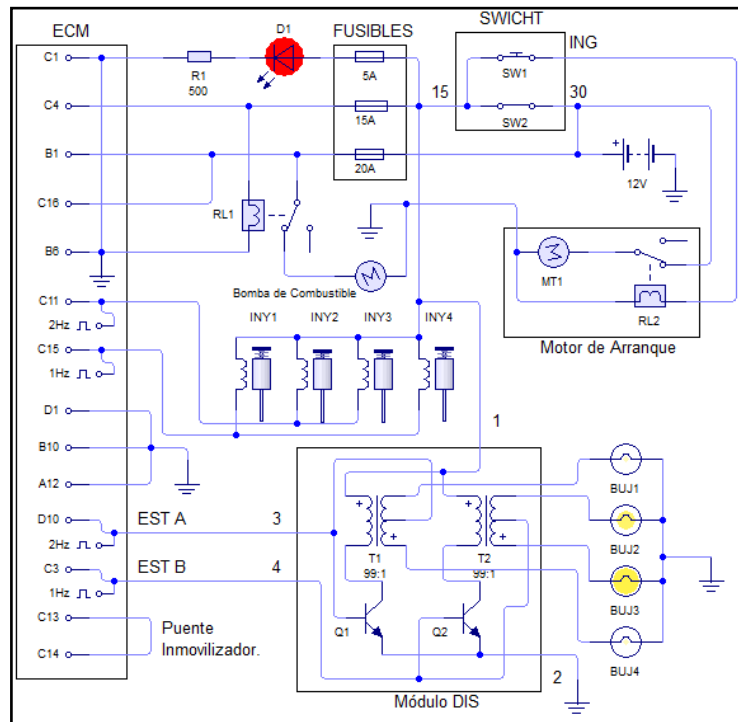 ECM
FUSIBLES
SWICHT
D1
ING
C1
R1
500
5A
SW1
C4
15A
15
30
SW2
B1
20A
+
12V
C16
RL1
B6
MT1
C11
Bomba de Combustible
RL2
2Hz
INY1 INY2 INY3 INY4
Motor de Arranque
C15
1Hz
D1
1
B10
A12
BUJ1
D10
EST A 3
+ +
2Hz
+ +
BUJ2
C3
EST B 4
T1 T2
99:1 99:1
1Hz
BUJ3
C13
Puente
Inmovilizador.
Q1 Q2
C14
BUJ4
2
Módulo DIS